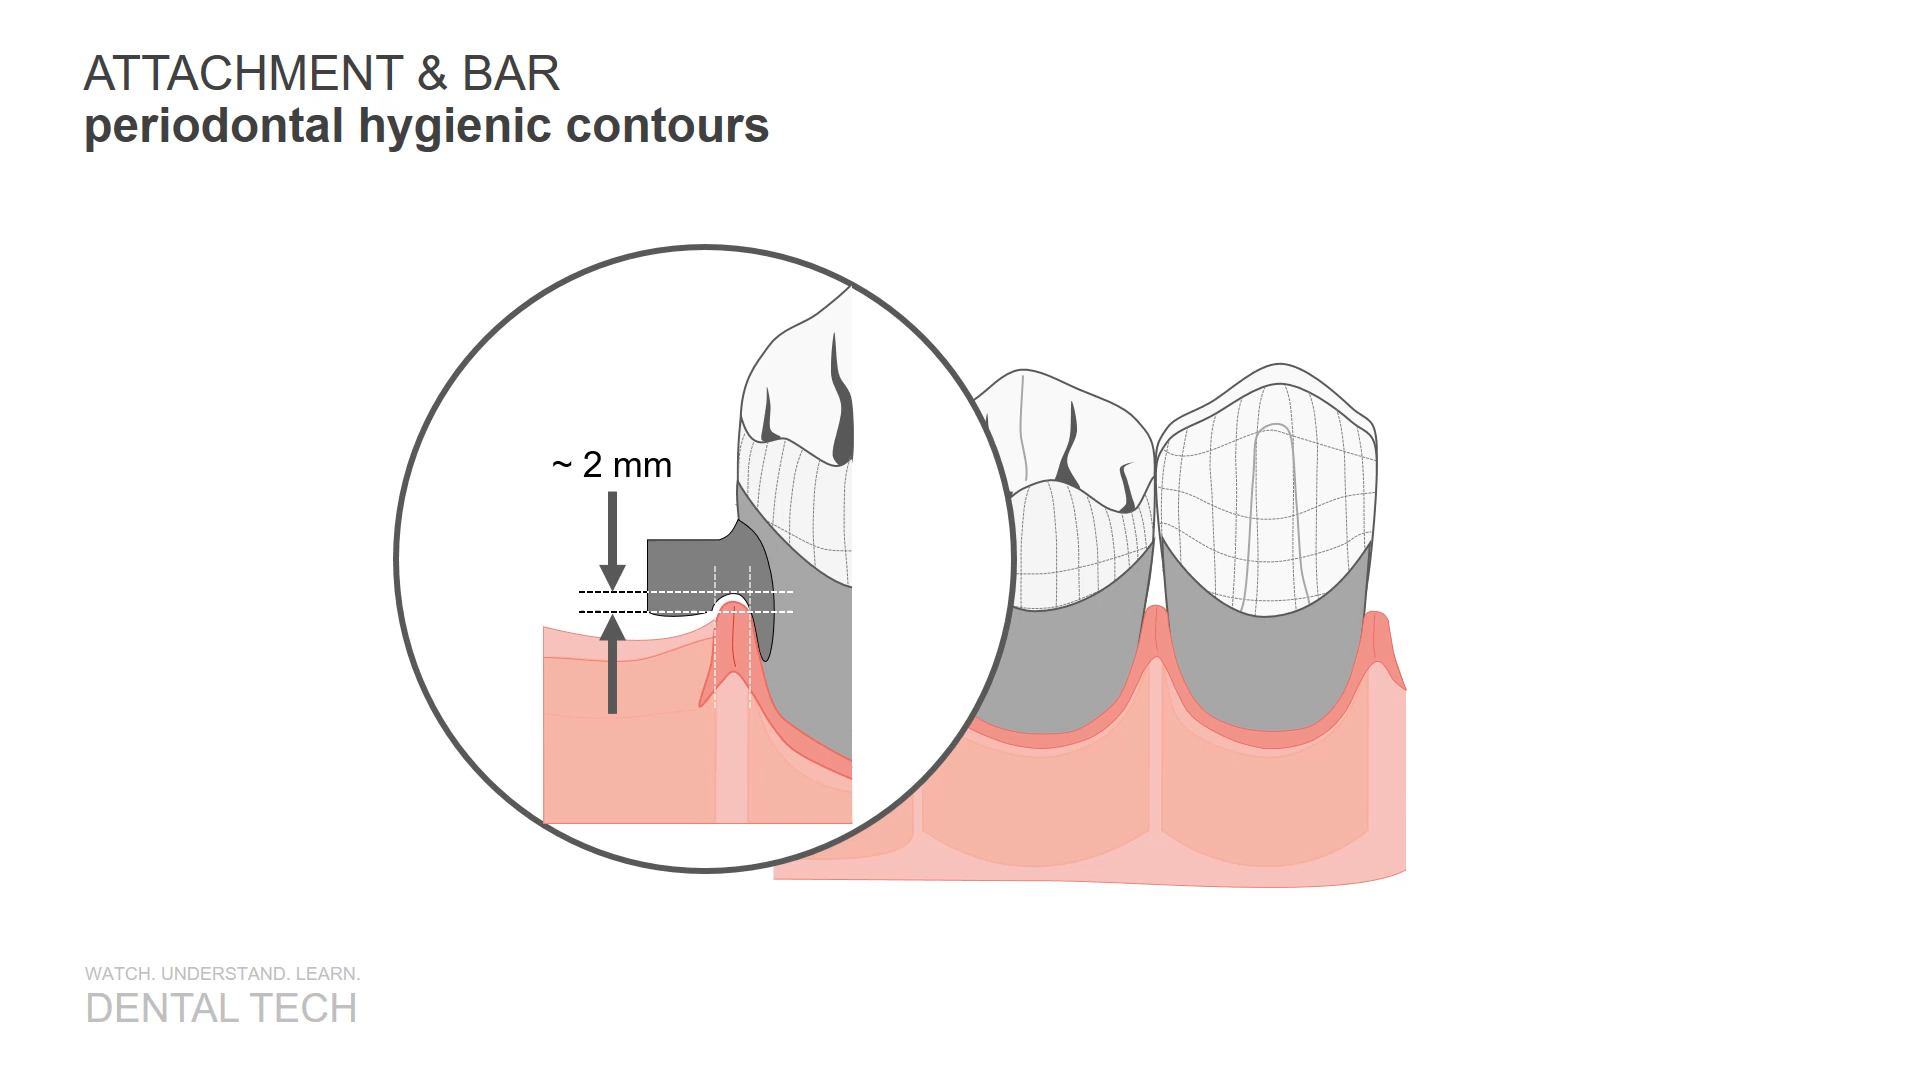 ATTACHMENT & BAR
periodontal hygienic contours
~ 2 mm
WATCH. UNDERSTAND. LEARN.
DENTAL TECH